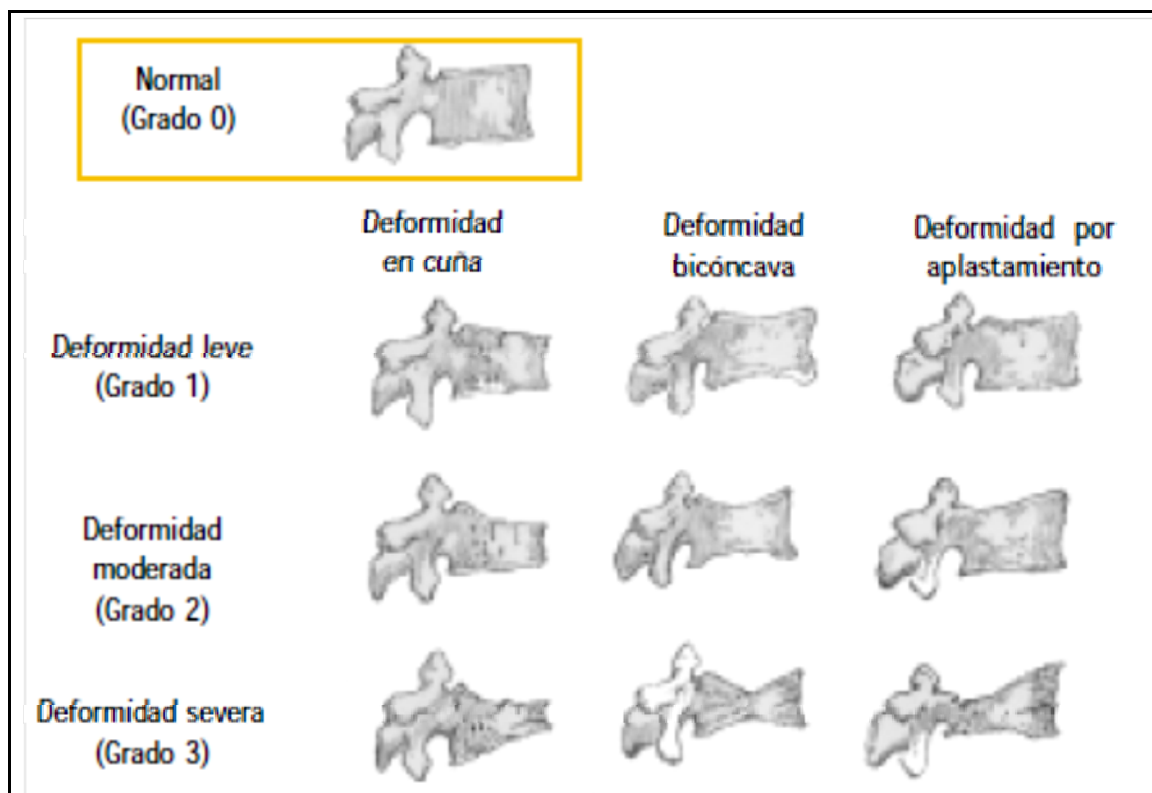 Normal
(Grado 0)
Deformidad
en cuña
Deformidad
bicóncava
Deformidad por
aplastamiento
Deformidad leve
(Grado 1)
Deformidad
moderada
(Grado 2)
Deformidad severa
(Grado 3)